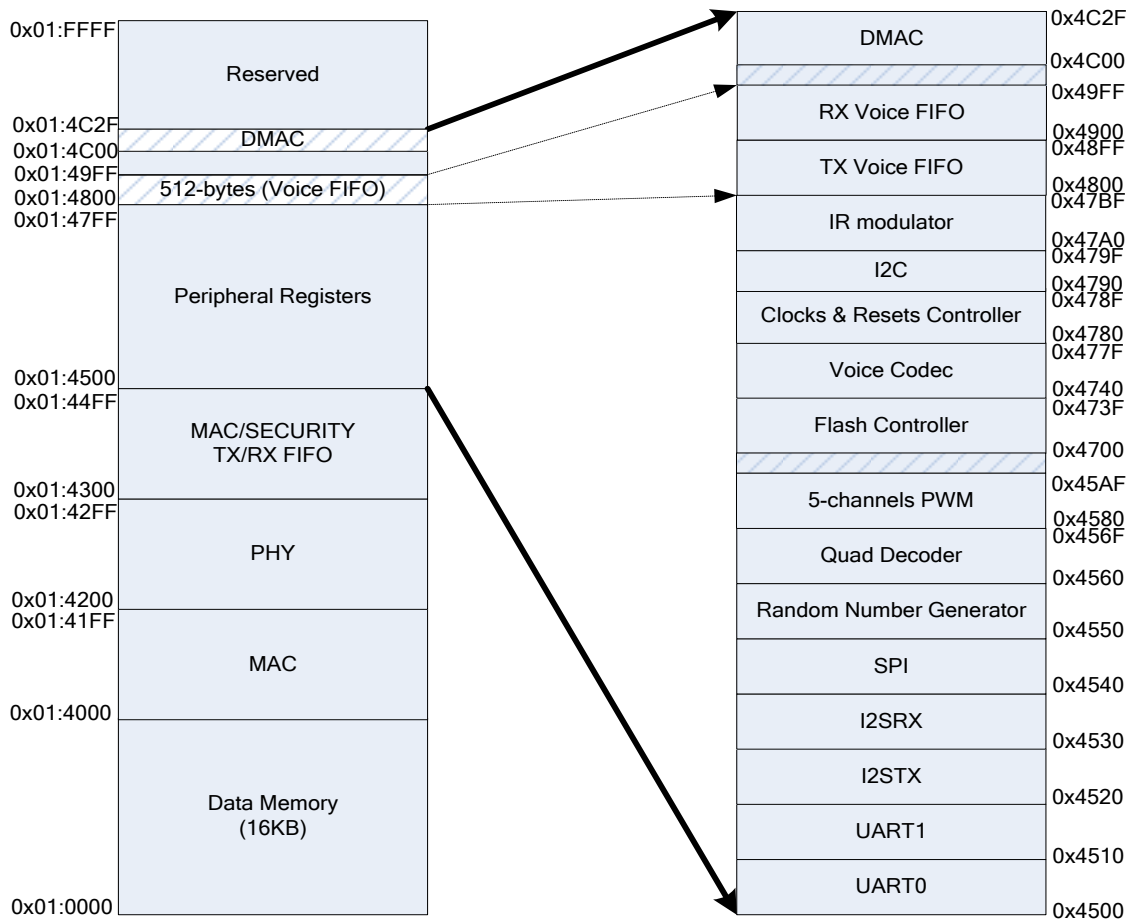 0x01:FFFF
Reserved
0x01:4C2F
DMAC
0x01:4C00
0x01:49FF
512-bytes (Voice FIFO)
0x01:4800
0x01:47FF
Peripheral Registers
0x01:4500
0x01:44FF
MAC/SECURITY
TX/RX FIFO
0x01:4300
0x01:42FF
PHY
0x01:4200
0x01:41FF
MAC
0x01:4000
Data Memory
(16KB)
0x01:0000
0x4C2F
DMAC
0x4C00
0x49FF
RX Voice FIFO
0x4900
0x48FF
TX Voice FIFO
0x4800
0x47BF
IR modulator
0x47A0
0x479F
I2C
0x4790
0x478F
Clocks & Resets Controller
0x4780
0x477F
Voice Codec
0x4740
0x473F
Flash Controller
0x4700
0x45AF
5-channels PWM
0x4580
0x456F
Quad Decoder
0x4560
Random Number Generator
0x4550
SPI
0x4540
I2SRX
0x4530
I2STX
0x4520
UART1
0x4510
UART0
0x4500